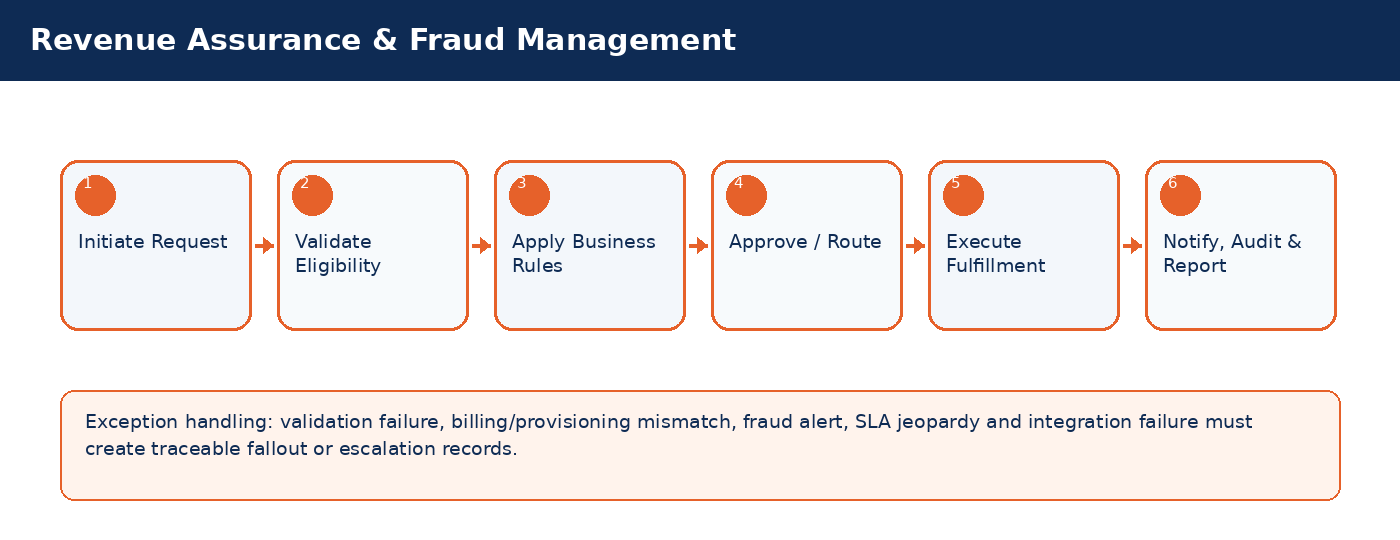 Revenue Assurance & Fraud Management
1
Initiate Request
2
Validate
Eligibility
3
Apply Business
Rules
4
Approve / Route
5
Execute
Fulfillment
6
Notify, Audit &
Report
Exception handling: validation failure, billing/provisioning mismatch, fraud alert, SLA jeopardy and integration failure must
create traceable fallout or escalation records.